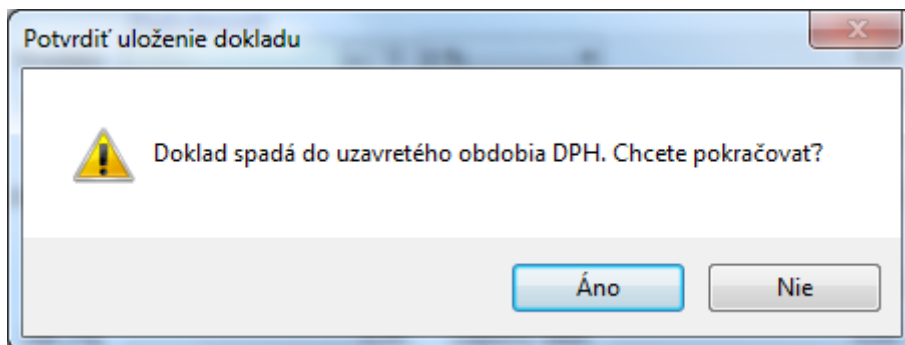 Potvrdiť uloženie dokladu
Doklad spadá do uzavretého obdobia DPH. Chcete pokračovať?
Áno
Nie